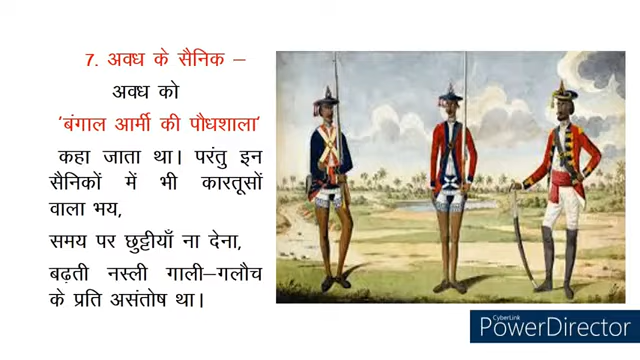 7. अवध के सैनिक –
अवध को
'बंगाल आर्मी की पौधशाला'
कहा जाता था। परंतु इन
सैनिकों में भी कारतूसों
वाला भय,
समय पर छुट्टीयाँ ना देना,
बढ़ती नस्ली गाली–गलौच
के प्रति असंतोष था।
CyberLink
PowerDirector